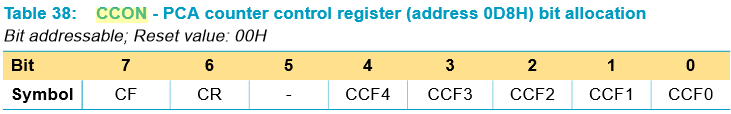 Table 38: CCON - PCA counter control register (address 0D8H) bit allocation
Bit addressable; Reset value: 00H
Bit 7 6 5 4 3 2 1 0
Symbol CF CR - CCF4 CCF3 CCF2 CCF1 CCF0